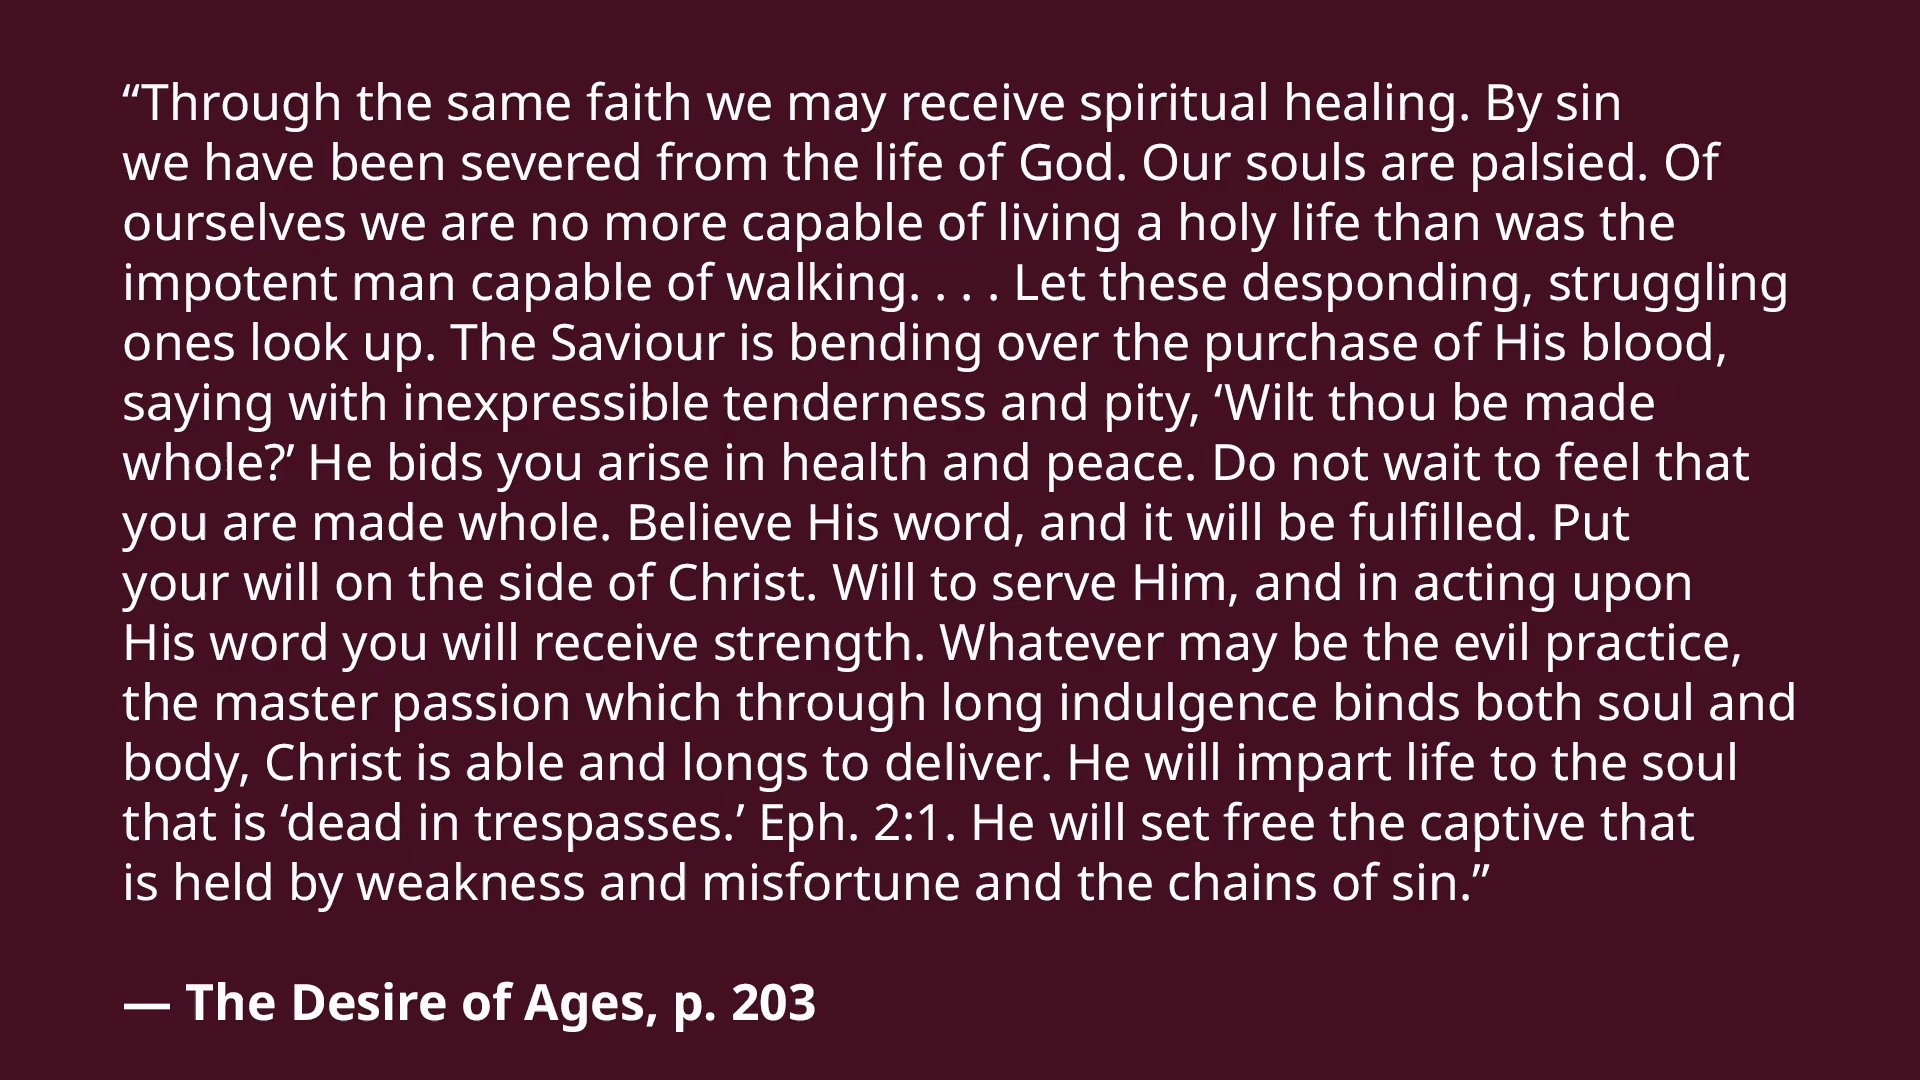 “Through the same faith we may receive spiritual healing. By sin
we have been severed from the life of God. Our souls are palsied. Of
ourselves we are no more capable of living a holy life than was the
impotent man capable of walking. . . . Let these desponding, struggling
ones look up. The Saviour is bending over the purchase of His blood,
saying with inexpressible tenderness and pity, ‘Wilt thou be made
whole?’ He bids you arise in health and peace. Do not wait to feel that
you are made whole. Believe His word, and it will be fulfilled. Put
your will on the side of Christ. Will to serve Him, and in acting upon
His word you will receive strength. Whatever may be the evil practice,
the master passion which through long indulgence binds both soul and
body, Christ is able and longs to deliver. He will impart life to the soul
that is ‘dead in trespasses.’ Eph. 2:1. He will set free the captive that
is held by weakness and misfortune and the chains of sin.”
— The Desire of Ages, p. 203